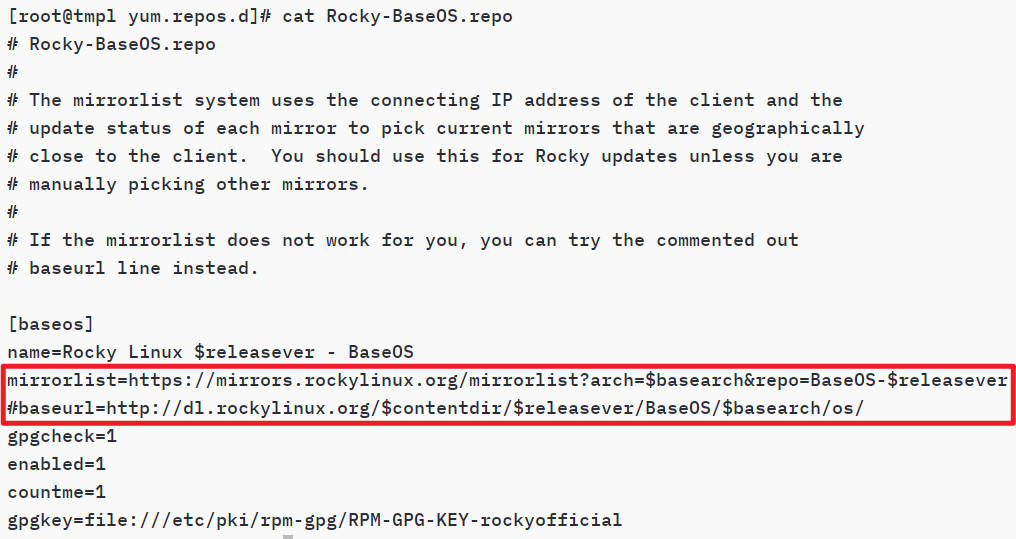 [root@tmpl yum.repos.d]# cat Rocky-BaseOS.repo
# Rocky-BaseOS.repo
#
# The mirrorlist system uses the connecting IP address of the client and the
# update status of each mirror to pick current mirrors that are geographically
# close to the client.  You should use this for Rocky updates unless you are
# manually picking other mirrors.
#
# If the mirrorlist does not work for you, you can try the commented out
# baseurl line instead.

[baseos]
name=Rocky Linux $releasever - BaseOS
mirrorlist=https://mirrors.rockylinux.org/mirrorlist?arch=$basearch&repo=BaseOS-$releasever
#baseurl=http://dl.rockylinux.org/$contentdir/$releasever/BaseOS/$basearch/os/
gpgcheck=1
enabled=1
countme=1
gpgkey=file:///etc/pki/rpm-gpg/RPM-GPG-KEY-rockyofficial